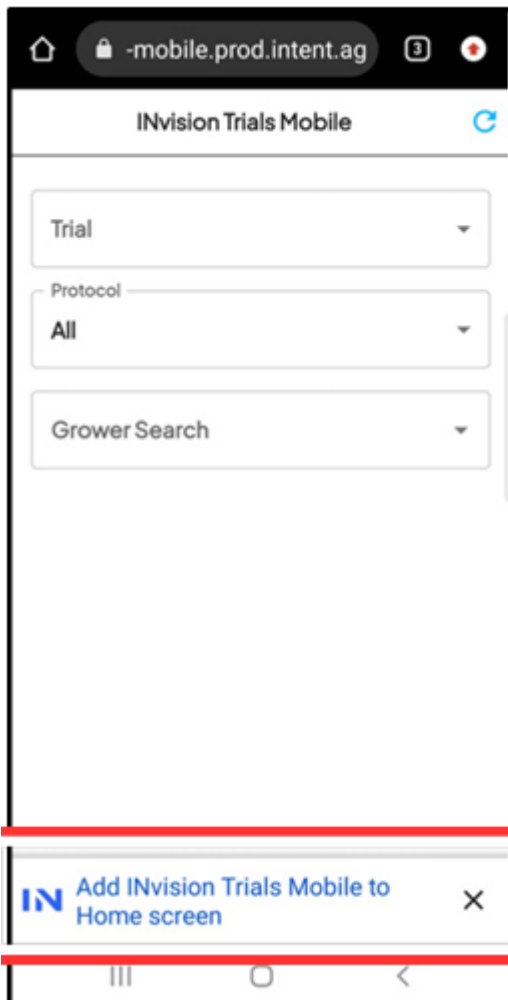 -mobile.prod.intent.ag
3
INvision Trials Mobile
Trial
Protocol
All
Grower Search
IN
Add INvision Trials Mobile to
Home screen